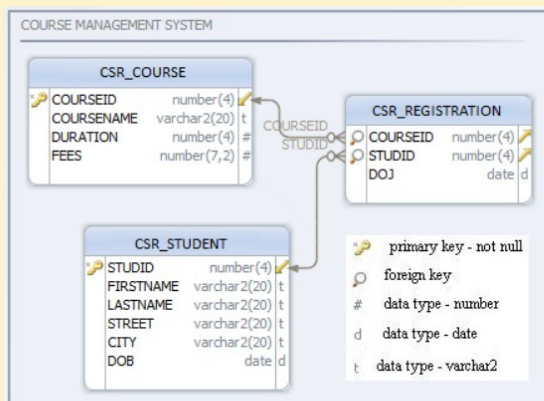 COURSE MANAGEMENT SYSTEM
CSR_COURSE
COURSEID number(4)
COURSENAME varchar2(20) t
DURATION number(4) #
FEES number(7,2) #
COURSEID
STUDID
CSR_REGISTRATION
COURSEID number(4)
STUDID number(4)
DOJ date d
CSR_STUDENT
STUDID number(4)
FIRSTNAME varchar2(20) t
LASTNAME varchar2(20) t
STREET varchar2(20) t
CITY varchar2(20) t
DOB date d
primary key - not null
foreign key
# data type - number
d data type - date
t data type - varchar2